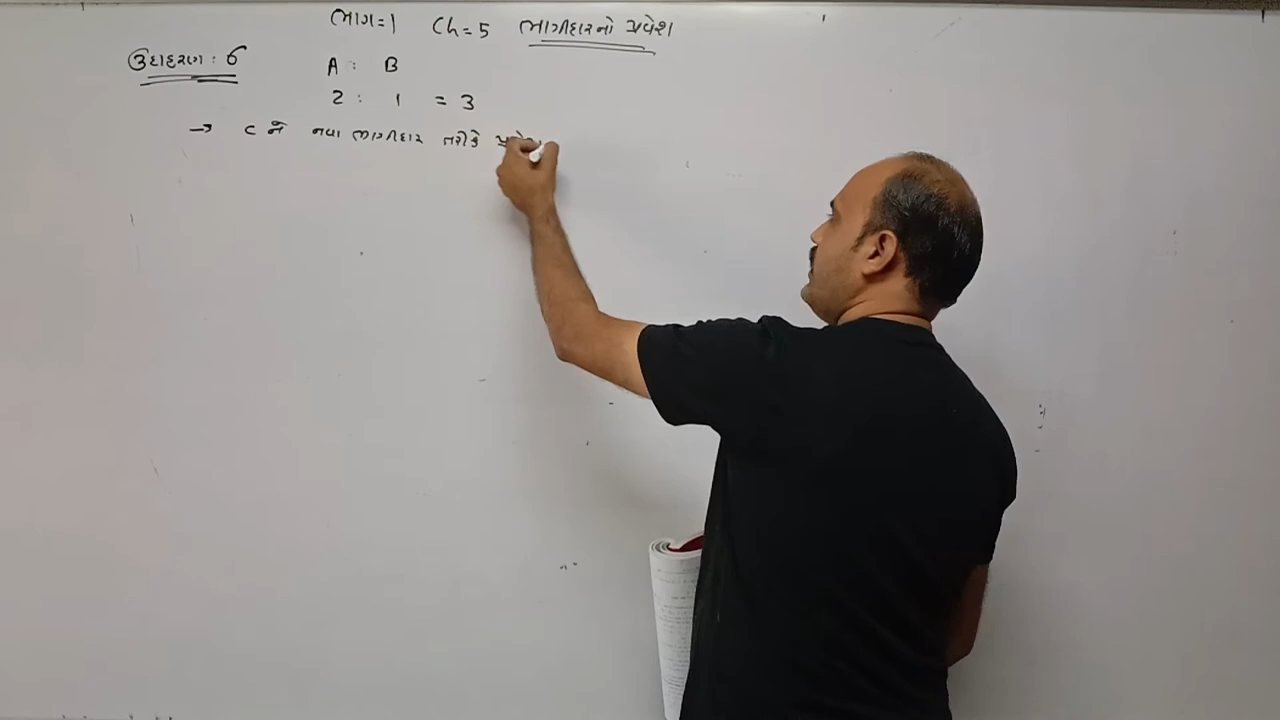 ભાગ=1 Ch=5 ભાગીદારનો પ્રવેશ
ઉદાહરણ : 6
A : B
2 : 1 = 3
→ C ને નવા ભાગીદાર તરીકે